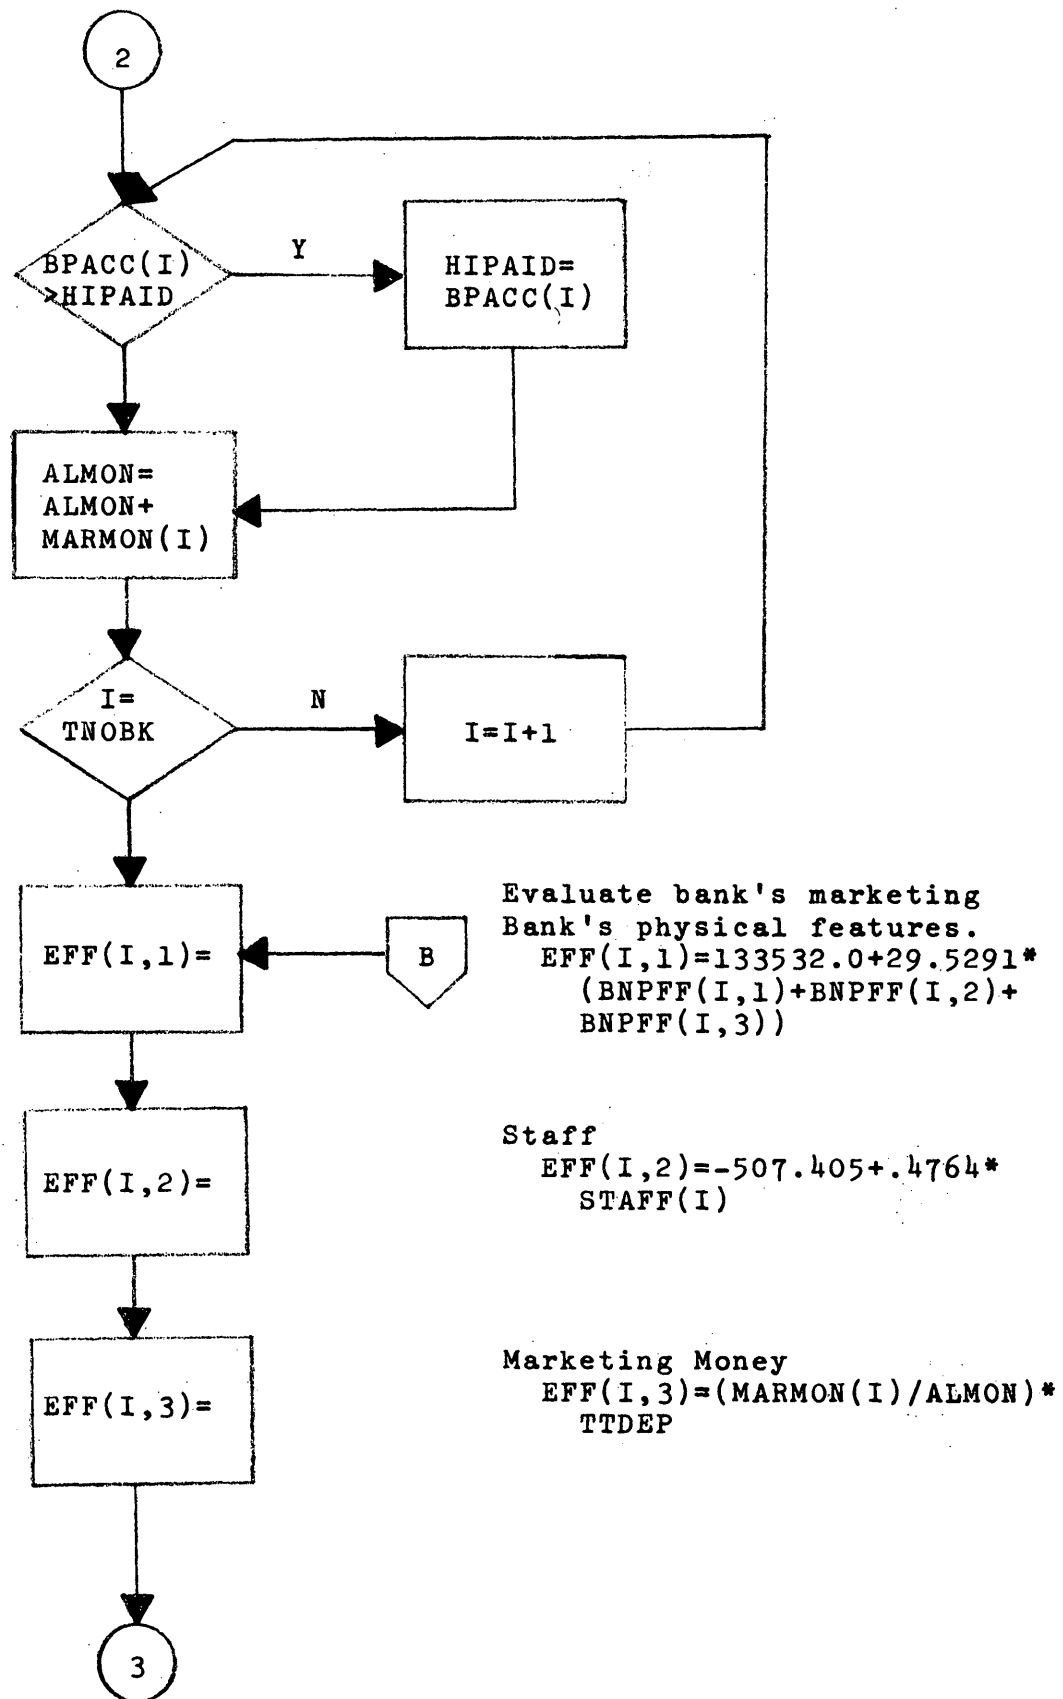 2
BPACC(I)
>HIPAID
Y
HIPAID=
BPACC(I)
ALMON=
ALMON+
MARMON(I)
I=
TNOBK
N
I=I+1
EFF(I,1)=
B
Evaluate bank's marketing
Bank's physical features.
EFF(I,1)=133532.0+29.5291*
(BNPFF(I,1)+BNPFF(I,2)+
BNPFF(I,3))
EFF(I,2)=
Staff
EFF(I,2)=-507.405+.4764*
STAFF(I)
EFF(I,3)=
Marketing Money
EFF(I,3)=(MARMON(I)/ALMON)*
TTDEP
3